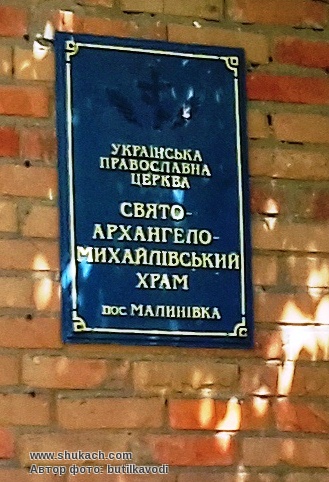 УКРАЇНСЬКА
ПРАВОСЛАВНА
ЦЕРКВА
СВЯТО-
АРХАНГЕЛО-
МИХАЙЛІВСЬКИЙ
ХРАМ
пос. МАЛИНІВКА
www.shukach.com
Автор фото: butilkavodi